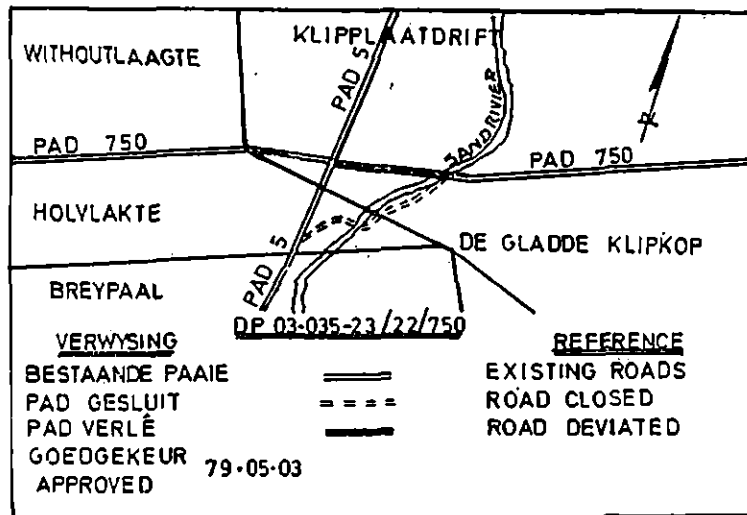 WITHOUTLAAGTE
KLIPPLAATDRIFT
PAD 5
SANDRIVIER
PAD 750
PAD 750
HOLVLAKTE
PAD 5
DE GLADDE KLIPKOP
BREYPAAL
DP 03-035-23/22/750
VERWYSING
REFERENCE
BESTAANDE PAAIE
EXISTING ROADS
PAD GESLUIT
ROAD CLOSED
PAD VERLÊ
ROAD DEVIATED
GOEDGEKEUR 79·05·03
APPROVED